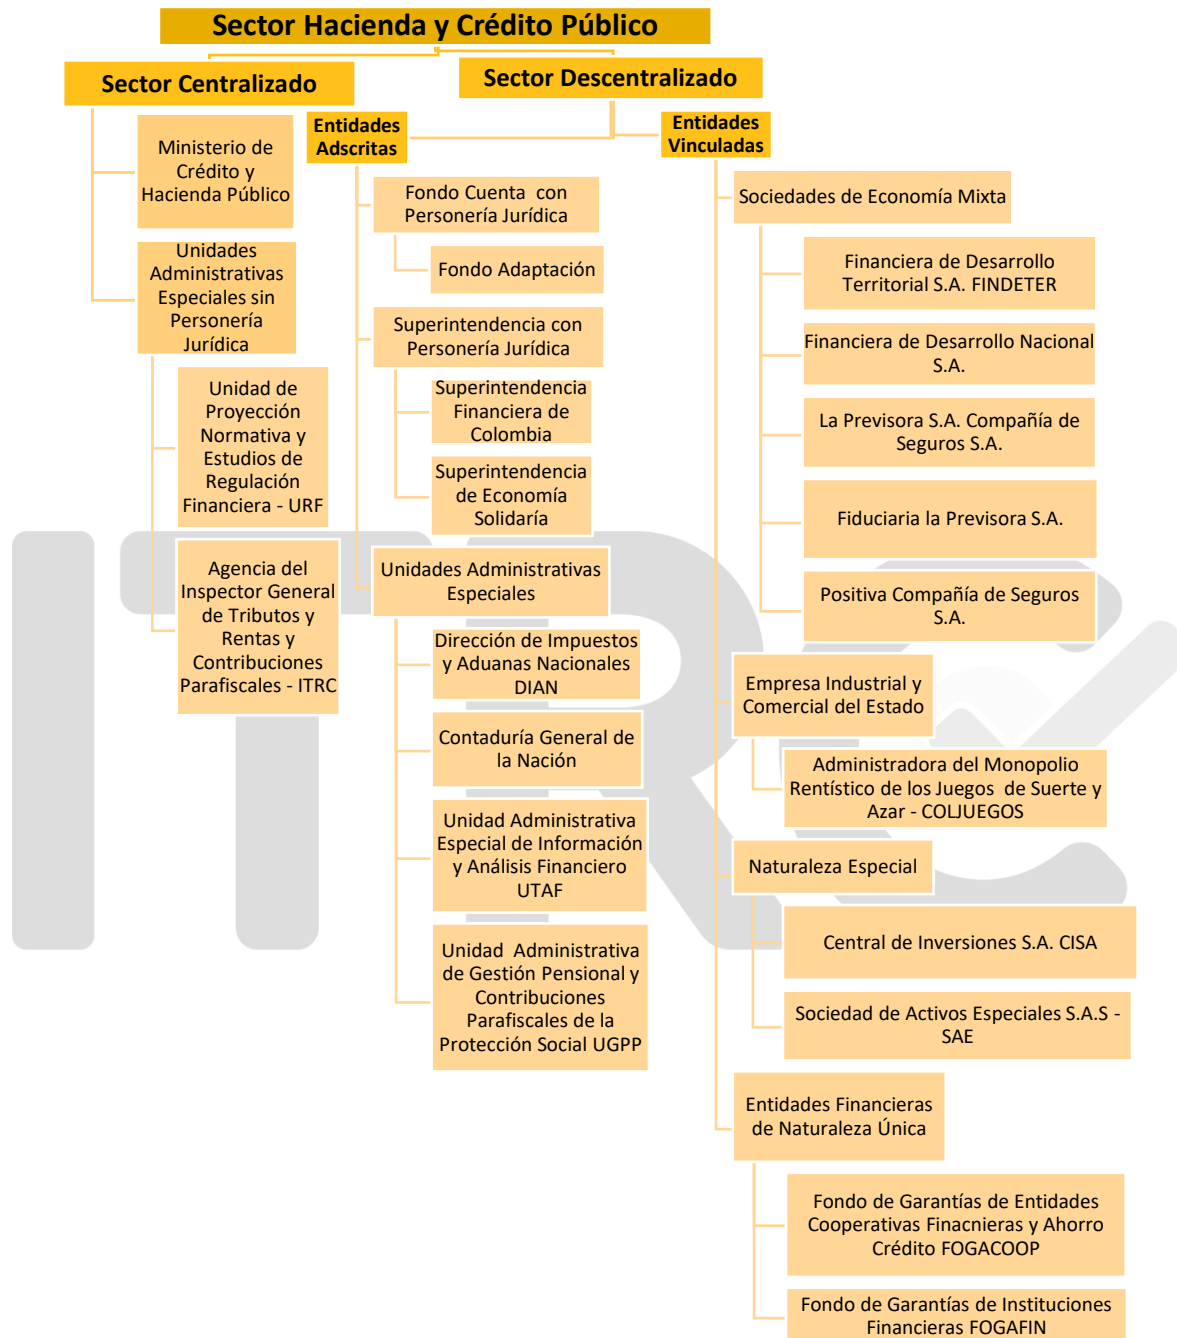 Sector Hacienda y Crédito Público
Sector Centralizado
Ministerio de
Crédito y
Hacienda Público
Unidades
Administrativas
Especiales sin
Personería
Jurídica
Unidad de
Proyección
Normativa y
Estudios de
Regulación
Financiera - URF
Agencia del
Inspector General
de Tributos y
Rentas y
Contribuciones
Parafiscales - ITRC
Sector Descentralizado
Entidades
Adscritas
Fondo Cuenta con
Personería Jurídica
Fondo Adaptación
Superintendencia con
Personería Jurídica
Superintendencia
Financiera de
Colombia
Superintendencia
de Economía
Solidaría
Unidades Administrativas
Especiales
Dirección de Impuestos
y Aduanas Nacionales
DIAN
Contaduría General de
la Nación
Unidad Administrativa
Especial de Información
y Análisis Financiero
UTAF
Unidad Administrativa
de Gestión Pensional y
Contribuciones
Parafiscales de la
Protección Social UGPP
Entidades
Vinculadas
Sociedades de Economía Mixta
Financiera de Desarrollo
Territorial S.A. FINDETER
Financiera de Desarrollo Nacional
S.A.
La Previsora S.A. Compañía de
Seguros S.A.
Fiduciaria la Previsora S.A.
Positiva Compañía de Seguros
S.A.
Empresa Industrial y
Comercial del Estado
Administradora del Monopolio
Rentístico de los Juegos de Suerte y
Azar - COLJUEGOS
Naturaleza Especial
Central de Inversiones S.A. CISA
Sociedad de Activos Especiales S.A.S -
SAE
Entidades Financieras
de Naturaleza Única
Fondo de Garantías de Entidades
Cooperativas Finacnieras y Ahorro
Crédito FOGACOOP
Fondo de Garantías de Instituciones
Financieras FOGAFIN
ITRC